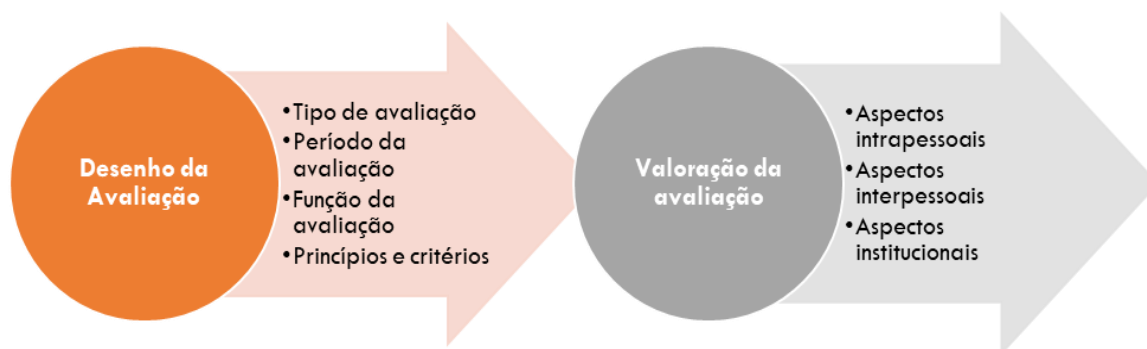 Desenho da
Avaliação
•Tipo de avaliação
•Período da
avaliação
•Função da
avaliação
•Princípios e critérios
Valoração da
avaliação
•Aspectos
intrapessoais
•Aspectos
interpessoais
•Aspectos
institucionais